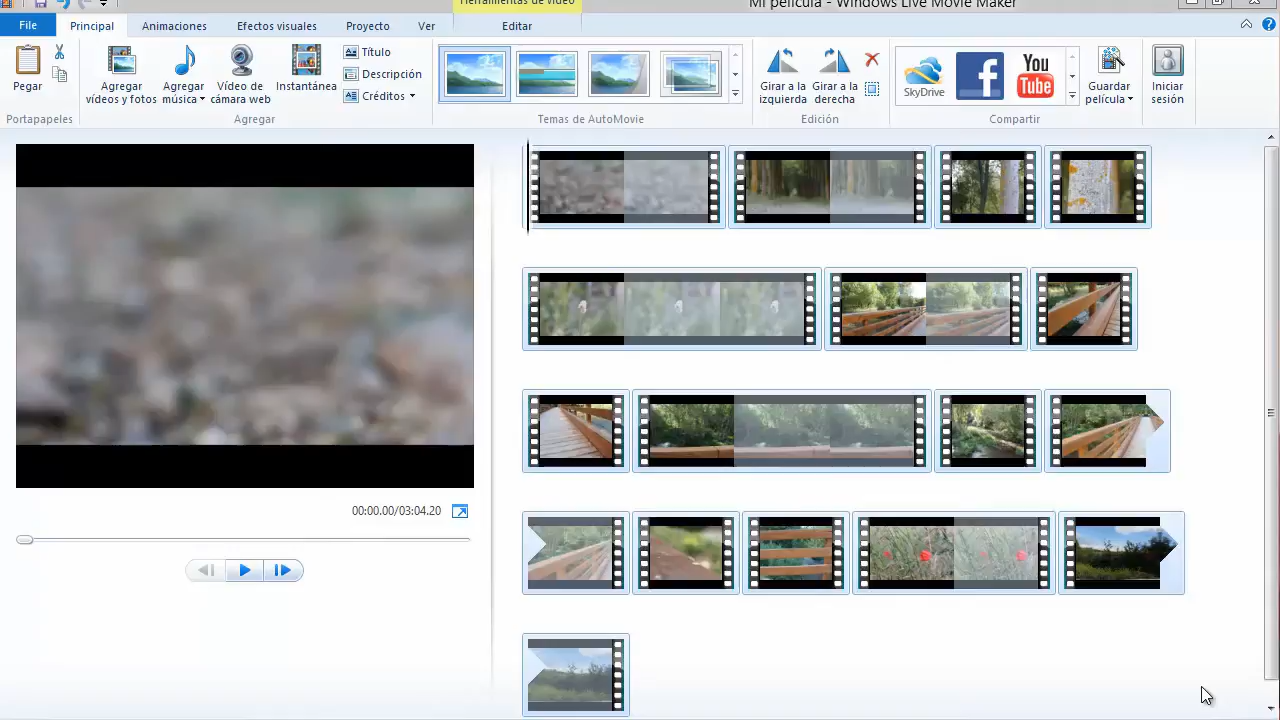 Herramientas de vídeo
Mi película - Windows Live Movie Maker
File
Principal
Animaciones
Efectos visuales
Proyecto
Ver
Editar
Pegar
Agregar
vídeos y fotos
Agregar
música
Vídeo de
cámara web
Instantánea
Título
Descripción
Créditos
Girar a la
izquierda
Girar a la
derecha
SkyDrive
You
Tube
Guardar
película
Iniciar
sesión
Portapapeles
Agregar
Temas de AutoMovie
Edición
Compartir
00:00.00/03:04.20